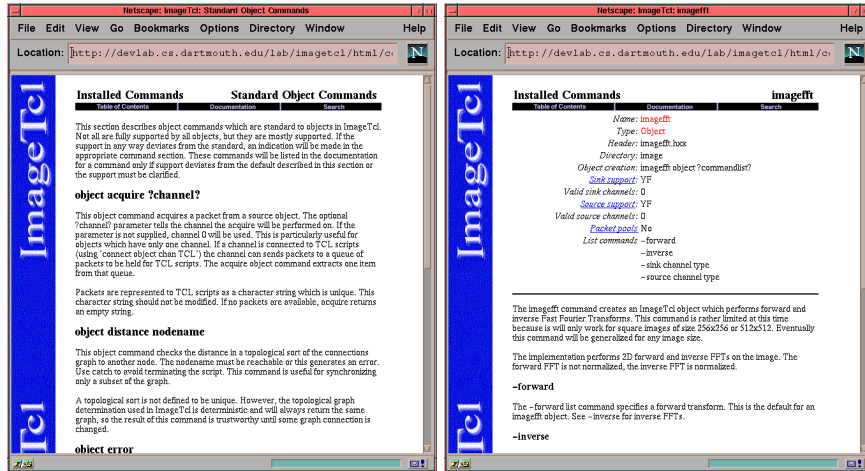 Netscape: ImageTcl: Standard Object Commands
File Edit View Go Bookmarks Options Directory Window Help
Location: http://devlab.cs.dartmouth.edu/lab/imagetcl/html/c
N
ImageTcl
Tcl
Installed Commands Standard Object Commands
Table of Contents Documentation Search
This section describes object commands which are standard to objects in ImageTcl.
Not all are fully supported by all objects, but they are mostly supported. If the
support in any way deviates from the standard, an indication will be made in the
appropriate command section. These commands will be listed in the documentation
for a command only if support deviates from the default described in this section or
the support must be clarified.
object acquire ?channel?
This object command acquires a packet from a source object. The optional
?channel? parameter tells the channel the acquire will be performed on. If the
parameter is not supplied, channel 0 will be used. This is particularly useful for
objects which have only one channel. If a channel is connected to TCL scripts
(using 'connect object chan TCL') the channel can sends packets to a queue of
packets to be held for TCL scripts. The acquire object command extracts one item
from that queue.
Packets are represented to TCL scripts as a character string which is unique. This
character string should not be modified. If no packets are available, acquire returns
an empty string.
object distance nodename
This object command checks the distance in a topological sort of the connections
graph to another node. The nodename must be reachable or this generates an error.
Use catch to avoid terminating the script. This command is useful for synchronizing
only a subset of the graph.
A topological sort is not defined to be unique. However, the topological graph
determination used in ImageTcl is deterministic and will always return the same
graph, so the result of this command is trustworthy until some graph connection is
changed.
object error
Netscape: ImageTcl: imagefft
File Edit View Go Bookmarks Options Directory Window Help
Location: http://devlab.cs.dartmouth.edu/lab/imagetcl/html/c
N
ImageTcl
Tcl
Installed Commands imagefft
Table of Contents Documentation Search
Name: imagefft
Type: Object
Header: imagefft.hxx
Directory: image
Object creation: imagefft object ?commandlist?
Sink support: YF
Valid sink channels: 0
Source support: YF
Valid source channels: 0
Packet pools No
List commands -forward
-inverse
-sink channel type
-source channel type
The imagefft command creates an ImageTcl object which performs forward and
inverse Fast Fourier Transforms. This command is rather limited at this time
because is will only work for square images of size 256x256 or 512x512. Eventually
this command will be generalized for any image size.
The implementation performs 2D forward and inverse FFTs on the image. The
forward FFT is not normalized, the inverse FFT is normalized.
-forward
The -forward list command specifies a forward transform. This is the default for an
imagefft object. See -inverse for inverse FFTs.
-inverse